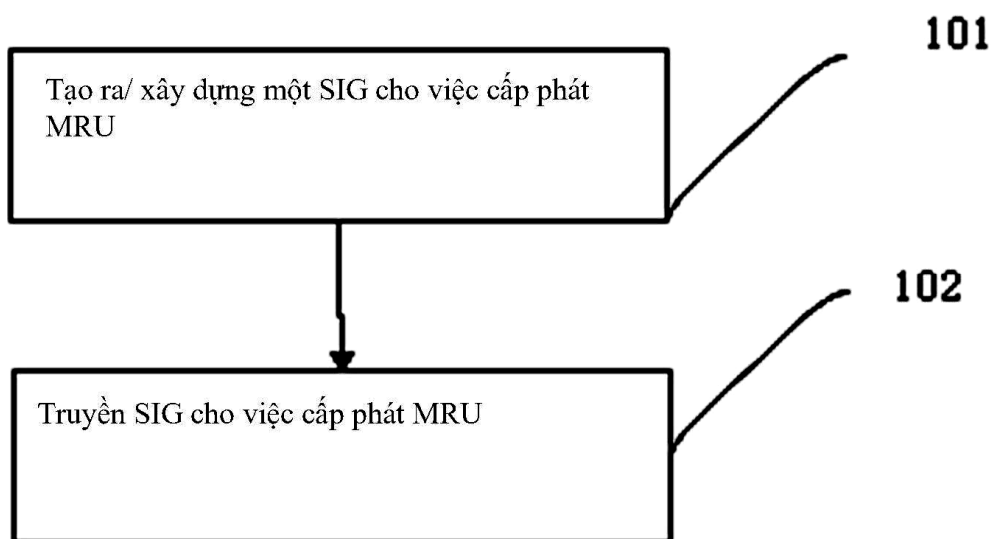 101
Tạo ra/ xây dựng một SIG cho việc cấp phát
MRU
102
Truyền SIG cho việc cấp phát MRU